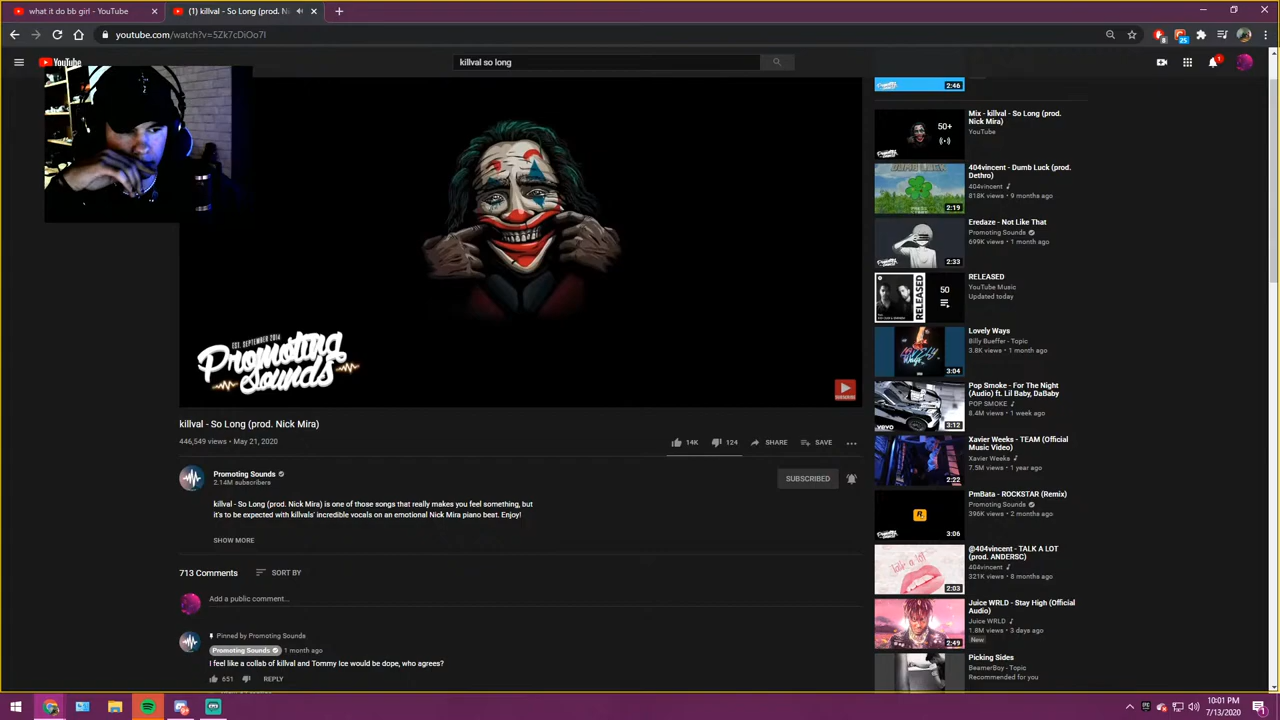 what it do bb girl - YouTube
(1) killval - So Long (prod. Nick
youtube.com/watch?v=5Zk7cDiOo7I
8
25
YouTube
killval so long
1
EST. SEPTEMBER 2014
Promoting
Sounds
SUBSCRIBE
killval - So Long (prod. Nick Mira)
446,549 views • May 21, 2020
14K
124
SHARE
SAVE
Promoting Sounds
2.14M subscribers
SUBSCRIBED
killval - So Long (prod. Nick Mira) is one of those songs that really makes you feel something, but
it's to be expected with killvals' incredible vocals on an emotional Nick Mira piano beat. Enjoy!
SHOW MORE
713 Comments
SORT BY
Add a public comment...
Pinned by Promoting Sounds
Promoting Sounds
1 month ago
I feel like a collab of killval and Tommy Ice would be dope, who agrees?
651
REPLY
2:46
50+
Mix - killval - So Long (prod.
Nick Mira)
YouTube
DUMB LUCK
2:19
404vincent - Dumb Luck (prod.
Dethro)
404vincent
818K views • 9 months ago
2:33
Eredaze - Not Like That
Promoting Sounds
699K views • 1 month ago
RELEASED
50
RELEASED
YouTube Music
Updated today
3:04
Lovely Ways
Billy Bueffer - Topic
3.8K views • 1 month ago
vevo
3:12
Pop Smoke - For The Night
(Audio) ft. Lil Baby, DaBaby
POP SMOKE
8.4M views • 1 week ago
2:22
Xavier Weeks - TEAM (Official
Music Video)
Xavier Weeks
7.5M views • 1 year ago
3:06
PmBata - ROCKSTAR (Remix)
Promoting Sounds
396K views • 2 months ago
Talk a lot
2:03
@404vincent - TALK A LOT
(prod. ANDERSC)
404vincent
321K views • 8 months ago
2:49
Juice WRLD - Stay High (Official
Audio)
Juice WRLD
1.8M views • 3 days ago
New
Picking Sides
BeamerBoy - Topic
Recommended for you
10:01 PM
7/13/2020
1